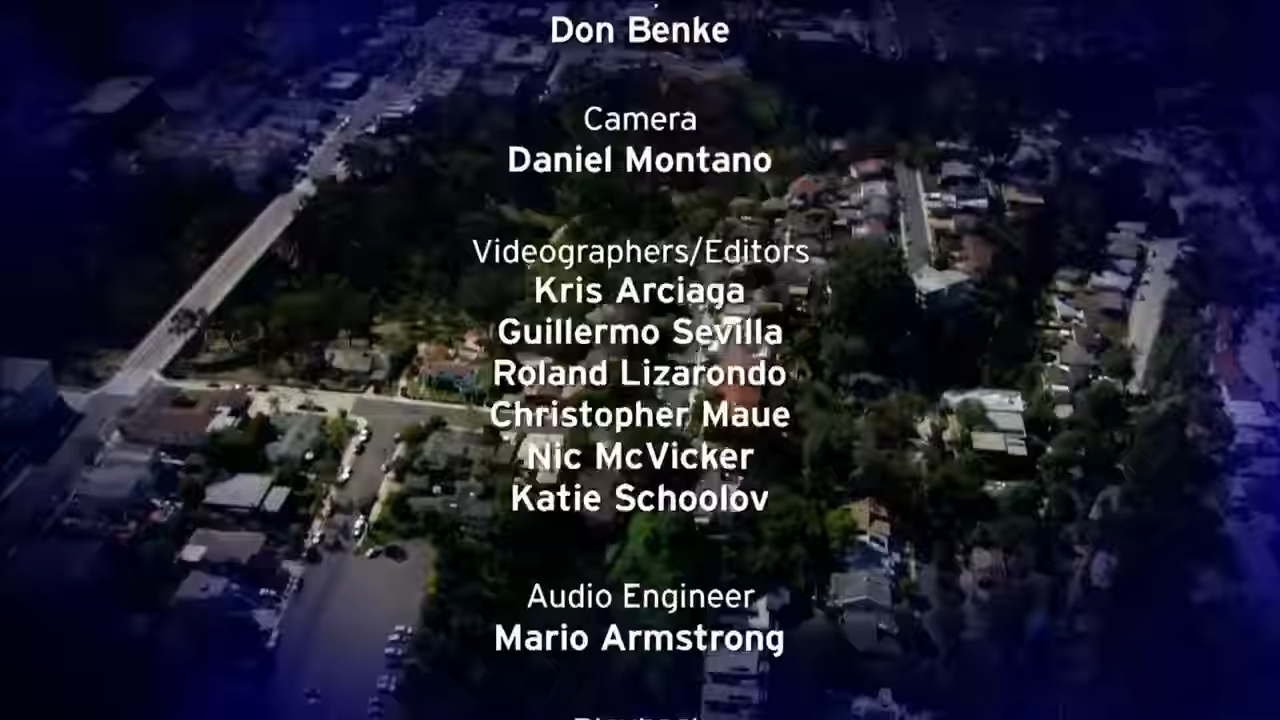 Don Benke
Camera
Daniel Montano
Videographers/Editors
Kris Arciaga
Guillermo Sevilla
Roland Lizarondo
Christopher Maue
Nic McVicker
Katie Schoolov
Audio Engineer
Mario Armstrong